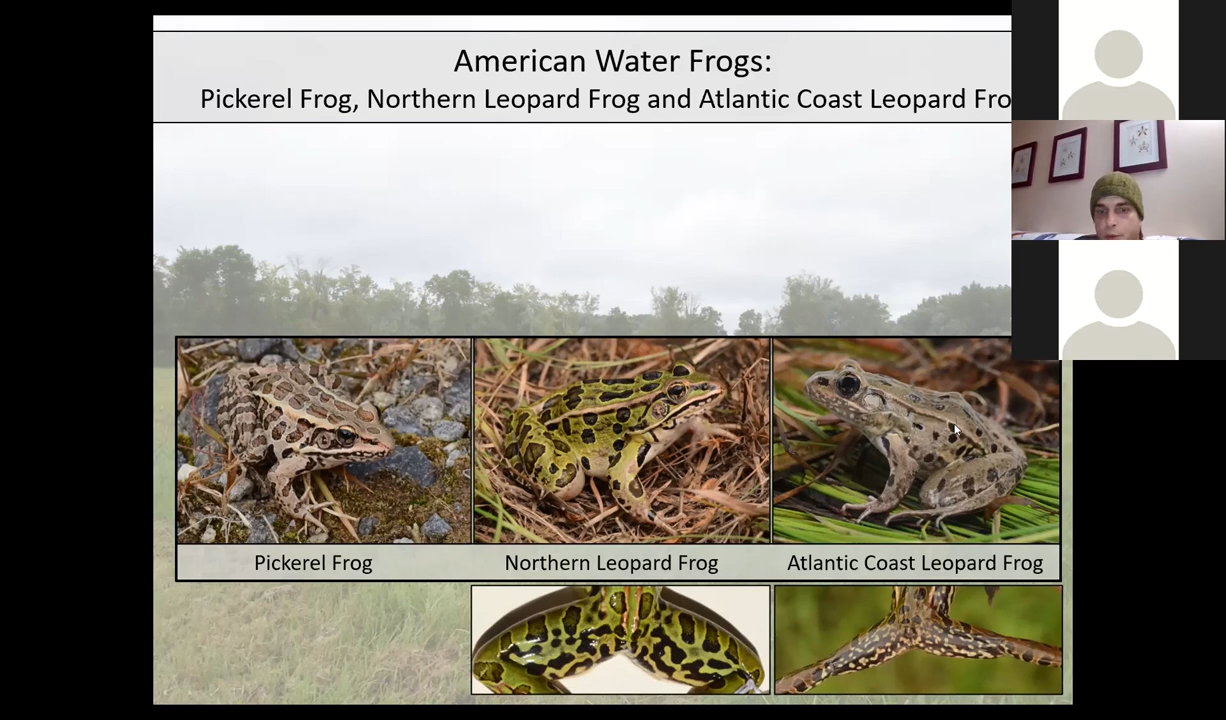 American Water Frogs:
Pickerel Frog, Northern Leopard Frog and Atlantic Coast Leopard Fro
Pickerel Frog
Northern Leopard Frog
Atlantic Coast Leopard Frog